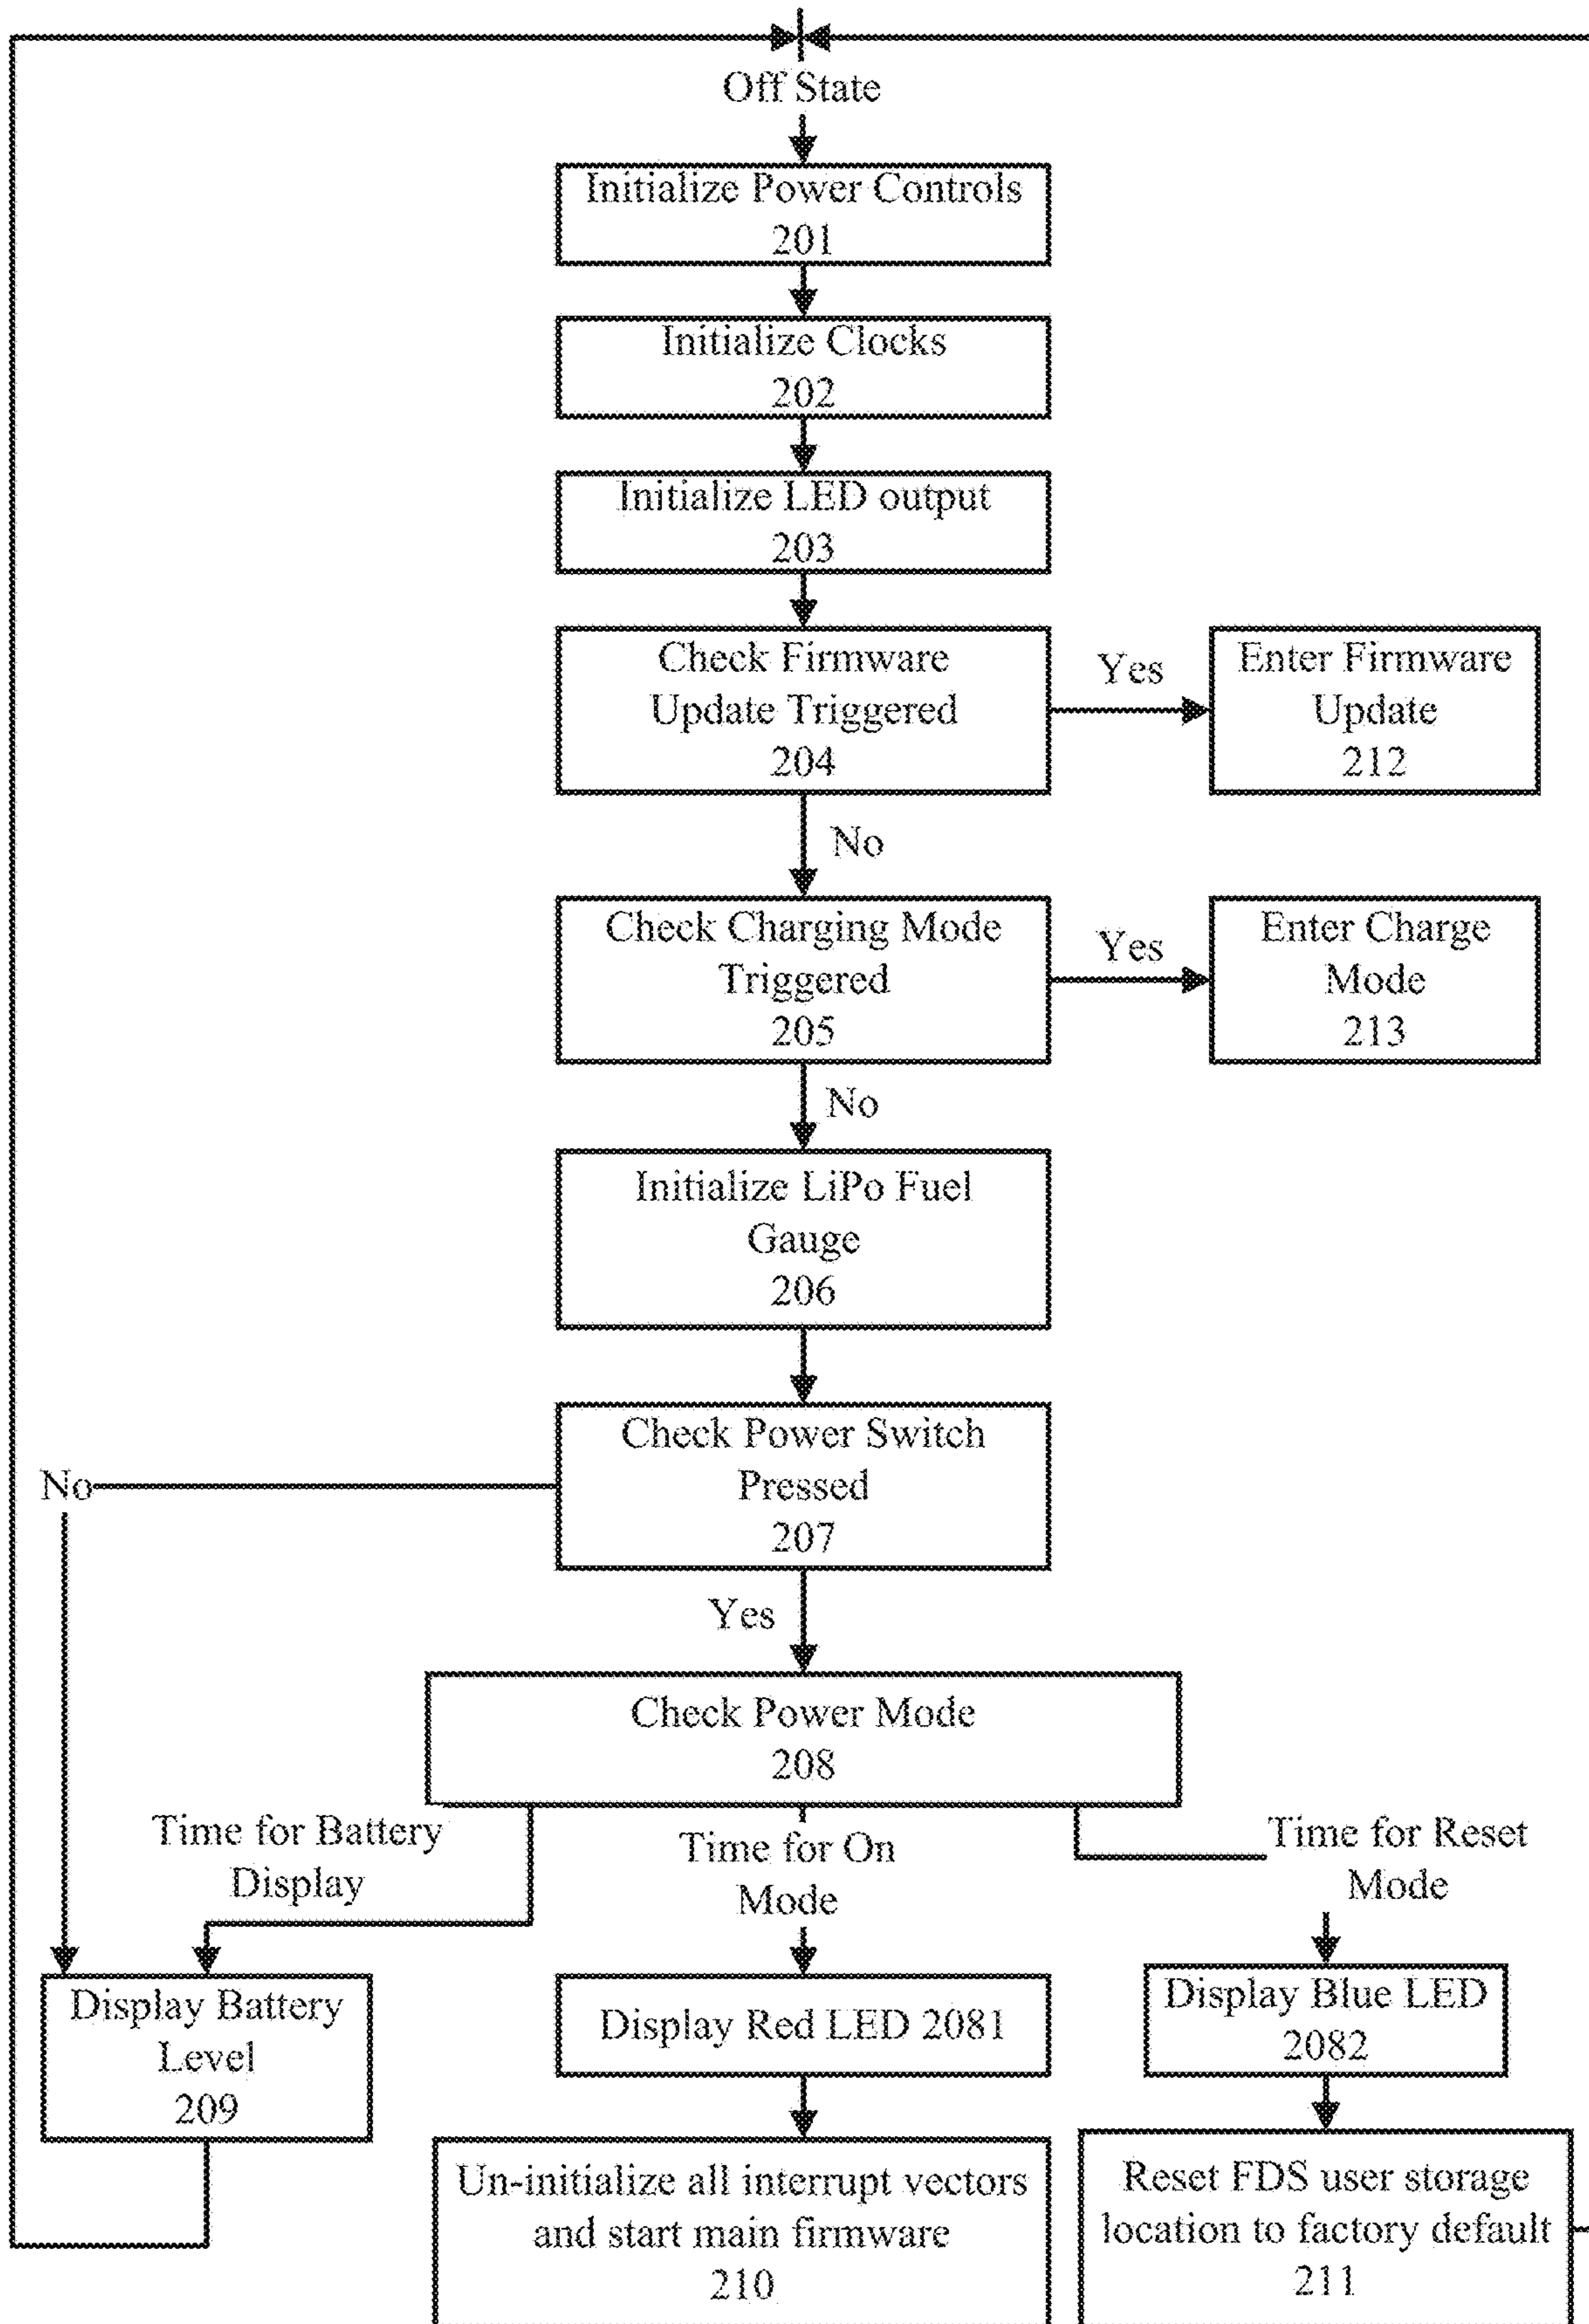 Off State
Initialize Power Controls
201
Initialize Clocks
202
Initialize LED output
203
Check Firmware
Update Triggered
204
Yes
Enter Firmware
Update
212
No
Check Charging Mode
Triggered
205
Yes
Enter Charge
Mode
213
No
Initialize LiPo Fuel
Gauge
206
Check Power Switch
Pressed
207
No
Yes
Check Power Mode
208
Time for Battery
Display
Time for On
Mode
Time for Reset
Mode
Display Battery
Level
209
Display Red LED 2081
Display Blue LED
2082
Un-initialize all interrupt vectors
and start main firmware
210
Reset FDS user storage
location to factory default
211